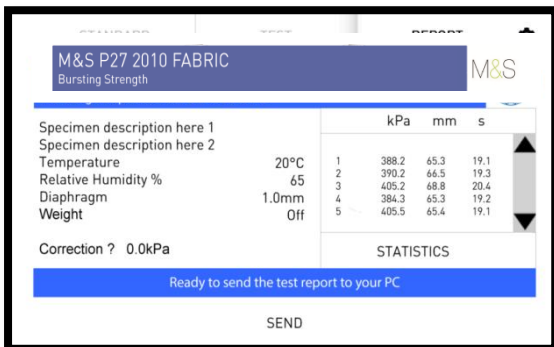 M&S P27 2010 FABRIC
Bursting Strength
M&S
Specimen description here 1
Specimen description here 2
Temperature 20°C
Relative Humidity % 65
Diaphragm 1.0mm
Weight Off
Correction ? 0.0kPa
kPa mm s
1 388.2 65.3 19.1
2 390.2 66.5 19.3
3 405.2 68.8 20.4
4 384.3 65.3 19.2
5 405.5 65.4 19.1
STATISTICS
Ready to send the test report to your PC
SEND